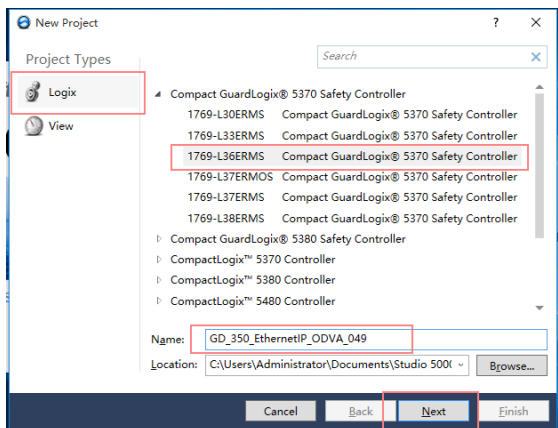 New Project
? ×
Project Types
Search
Logix
View
Compact GuardLogix® 5370 Safety Controller
1769-L30ERMS Compact GuardLogix® 5370 Safety Controller
1769-L33ERMS Compact GuardLogix® 5370 Safety Controller
1769-L36ERMS Compact GuardLogix® 5370 Safety Controller
1769-L37ERMOS Compact GuardLogix® 5370 Safety Controller
1769-L37ERMS Compact GuardLogix® 5370 Safety Controller
1769-L38ERMS Compact GuardLogix® 5370 Safety Controller
Compact GuardLogix® 5380 Safety Controller
CompactLogix™ 5370 Controller
CompactLogix™ 5380 Controller
CompactLogix™ 5480 Controller
Name: GD_350_EthernetIP_ODVA_049
Location: C:\Users\Administrator\Documents\Studio 500 Browse...
Cancel Back Next Finish